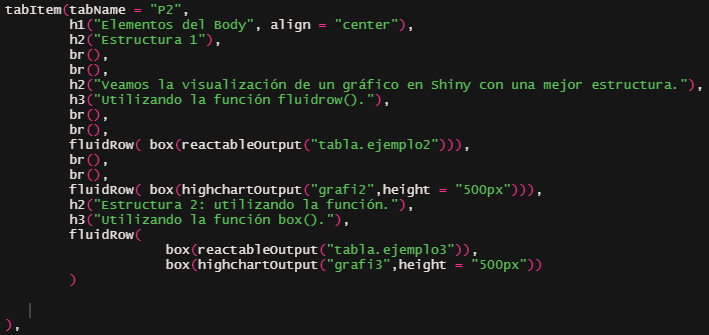 tabItem(tabName = "P2",
h1("Elementos del Body", align = "center"),
h2("Estructura 1"),
br(),
br(),
h2("Veamos la visualización de un gráfico en Shiny con una mejor estructura."),
h3("Utilizando la función fluidrow()."),
br(),
br(),
fluidRow( box(reactableOutput("tabla.ejemplo2"))),
br(),
br(),
fluidRow( box(highchartOutput("grafi2",height = "500px"))),
h2("Estructura 2: utilizando la función."),
h3("Utilizando la función box()."),
fluidRow(
box(reactableOutput("tabla.ejemplo3")),
box(highchartOutput("grafi3",height = "500px"))
)
),